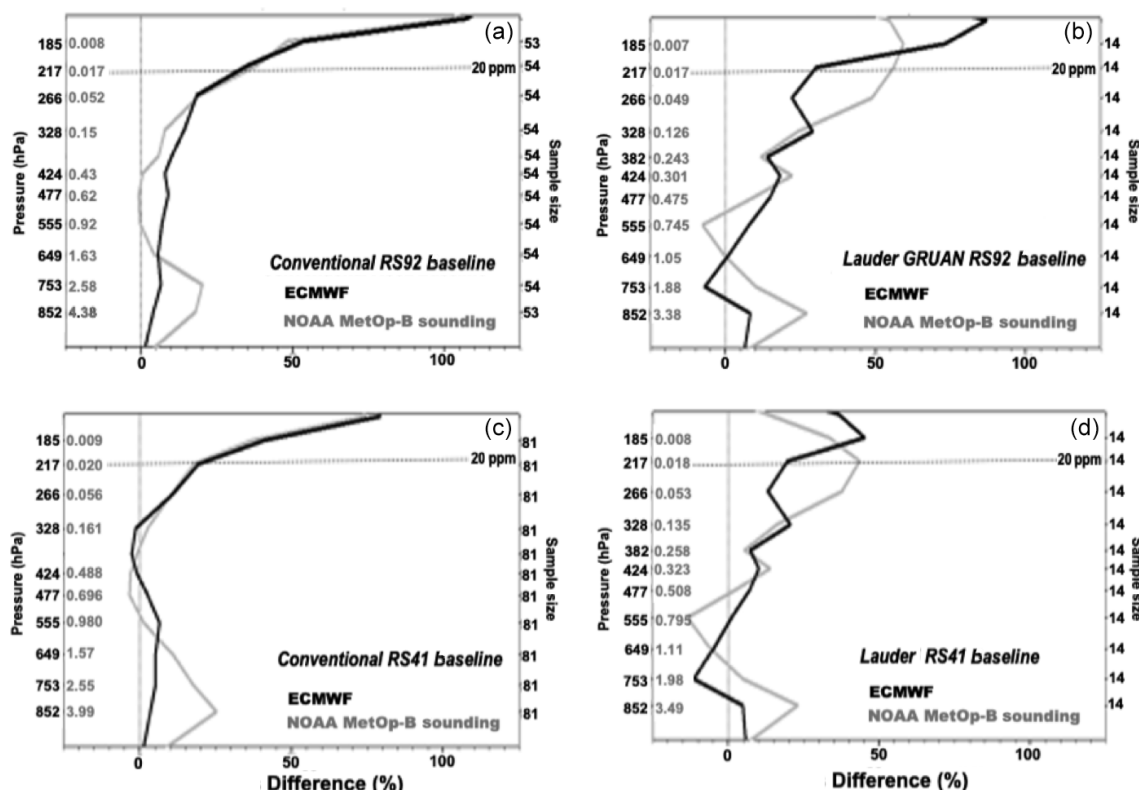 (a)
185 0.008 53
217 0.017 54
20 ppm
266 0.052 54
328 0.15 54
54
424 0.43 54
477 0.62 54
555 0.92 54
649 1.63 54
753 2.58 54
852 4.38 53
Pressure (hPa)
Sample size
Conventional RS92 baseline
ECMWF
NOAA MetOp-B sounding
0 50 100
(b)
185 0.007 14
217 0.017 14
20 ppm
266 0.049 14
328 0.126 14
382 0.243 14
424 0.301 14
477 0.475 14
555 0.745 14
649 1.05
753 1.88 14
852 3.38 14
Pressure (hPa)
Sample size
Lauder GRUAN RS92 baseline
ECMWF
NOAA MetOp-B sounding
0 50 100
(c)
185 0.009 81
217 0.020 81
20 ppm
266 0.056 81
328 0.161 81
81
424 0.488 81
477 0.696 81
555 0.980 81
649 1.57 81
753 2.55 81
852 3.99 81
Pressure (hPa)
Sample size
Conventional RS41 baseline
ECMWF
NOAA MetOp-B sounding
0 50 100
Difference (%)
(d)
185 0.008 14
217 0.018 14
20 ppm
266 0.053 14
328 0.135 14
382 0.258 14
424 0.323 14
477 0.508 14
555 0.795 14
649 1.11 14
753 1.98 14
852 3.49 14
Pressure (hPa)
Sample size
Lauder RS41 baseline
ECMWF
NOAA MetOp-B sounding
0 50 100
Difference (%)